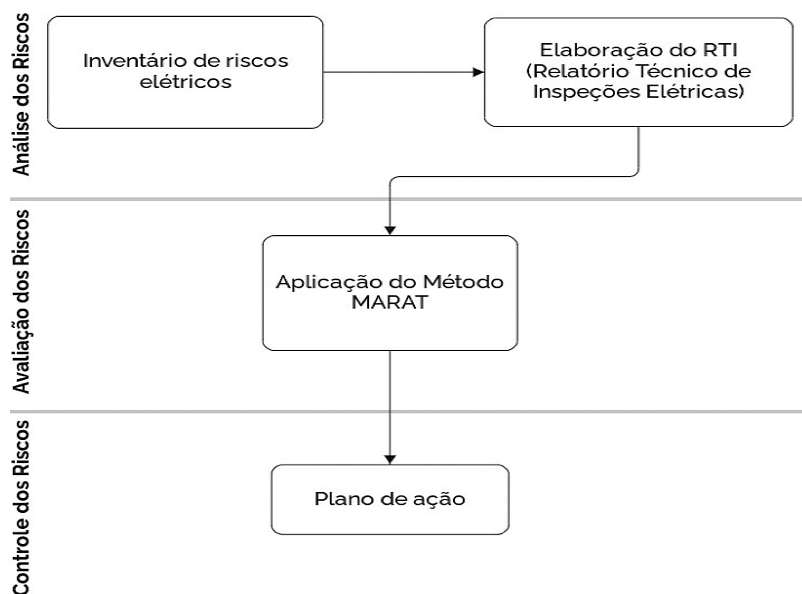 Análise dos Riscos
Inventário de riscos
elétricos
Elaboração do RTI
(Relatório Técnico de
Inspeções Elétricas)
Avaliação dos Riscos
Aplicação do Método
MARAT
Controle dos Riscos
Plano de ação